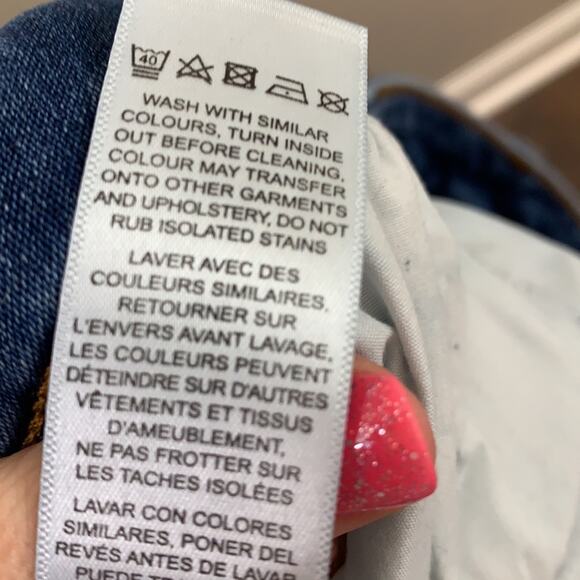 40
WASH WITH SIMILAR
COLOURS, TURN INSIDE
OUT BEFORE CLEANING.
COLOUR MAY TRANSFER
ONTO OTHER GARMENTS
AND UPHOLSTERY, DO NOT
RUB ISOLATED STAINS
LAVER AVEC DES
COULEURS SIMILAIRES,
RETOURNER SUR
L'ENVERS AVANT LAVAGE,
LES COULEURS PEUVENT
DÉTEINDRE SUR D'AUTRES
VÊTEMENTS ET TISSUS
D'AMEUBLEMENT,
NE PAS FROTTER SUR
LES TACHES ISOLÉES
LAVAR CON COLORES
SIMILARES, PONER DEL
REVÉS ANTES DE LAVAR
PUEDE